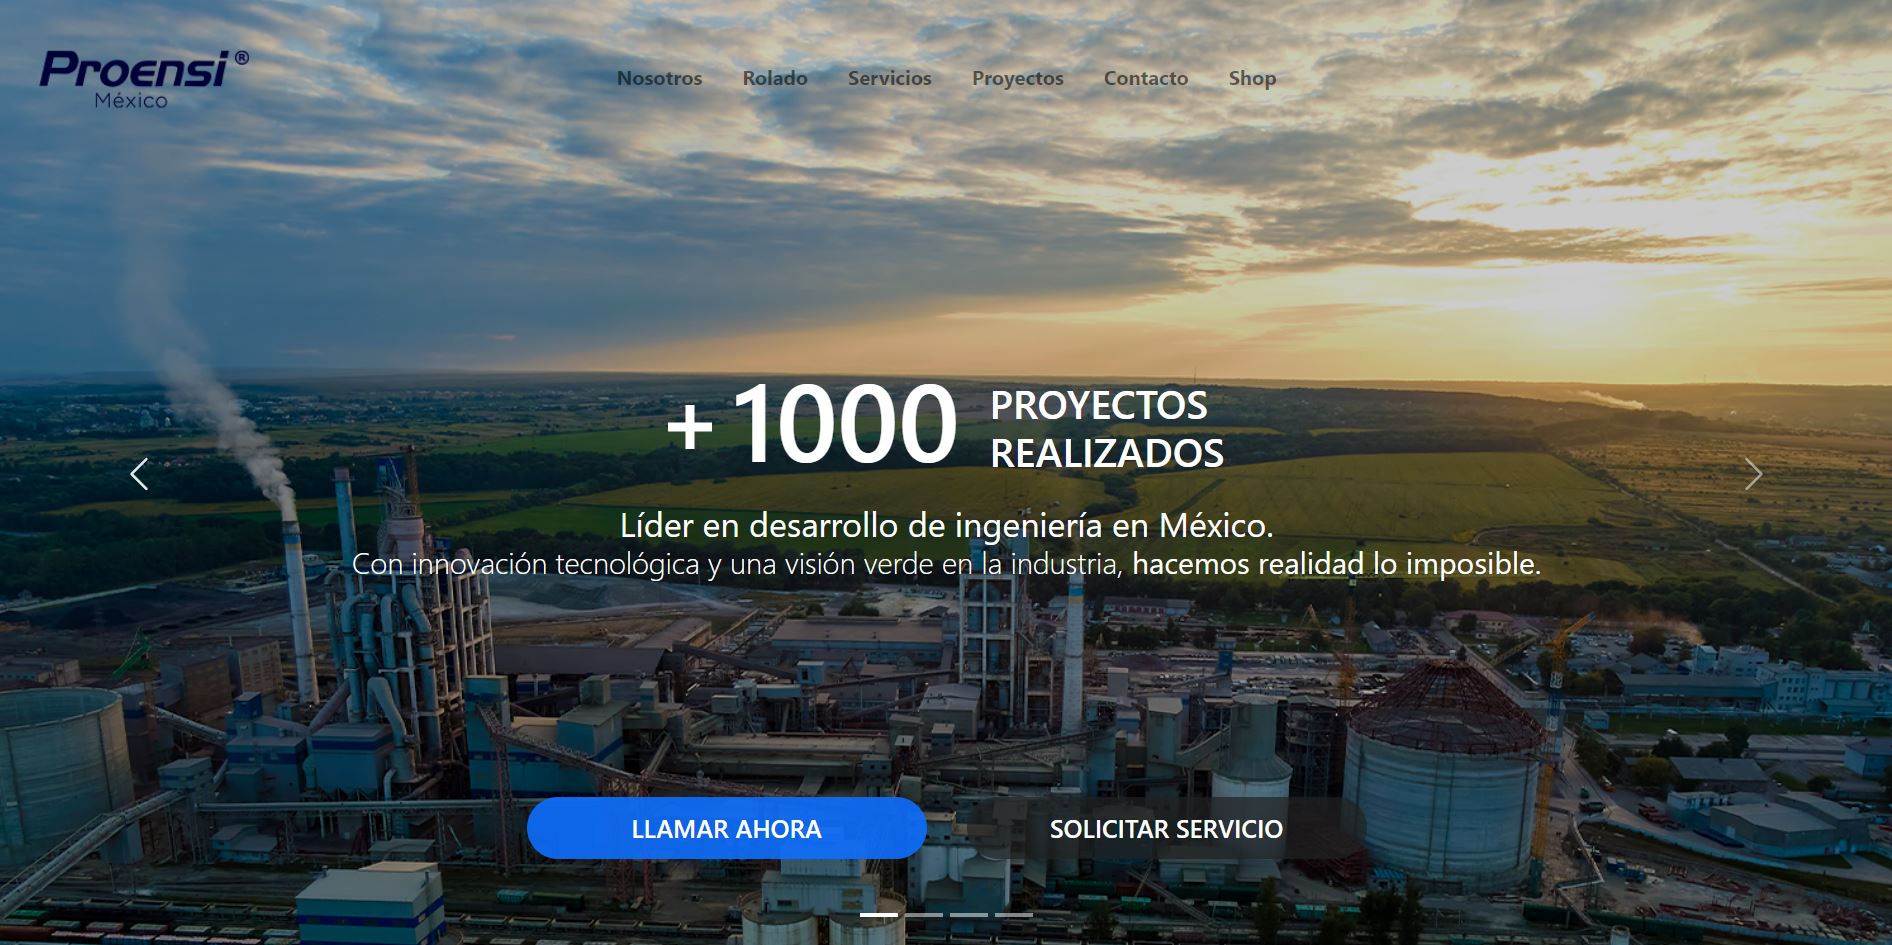 Proensi®
México
Nosotros Rolado Servicios Proyectos Contacto Shop
+1000 PROYECTOS
REALIZADOS
Líder en desarrollo de ingeniería en México.
Con innovación tecnológica y una visión verde en la industria, hacemos realidad lo imposible.
LLAMAR AHORA SOLICITAR SERVICIO